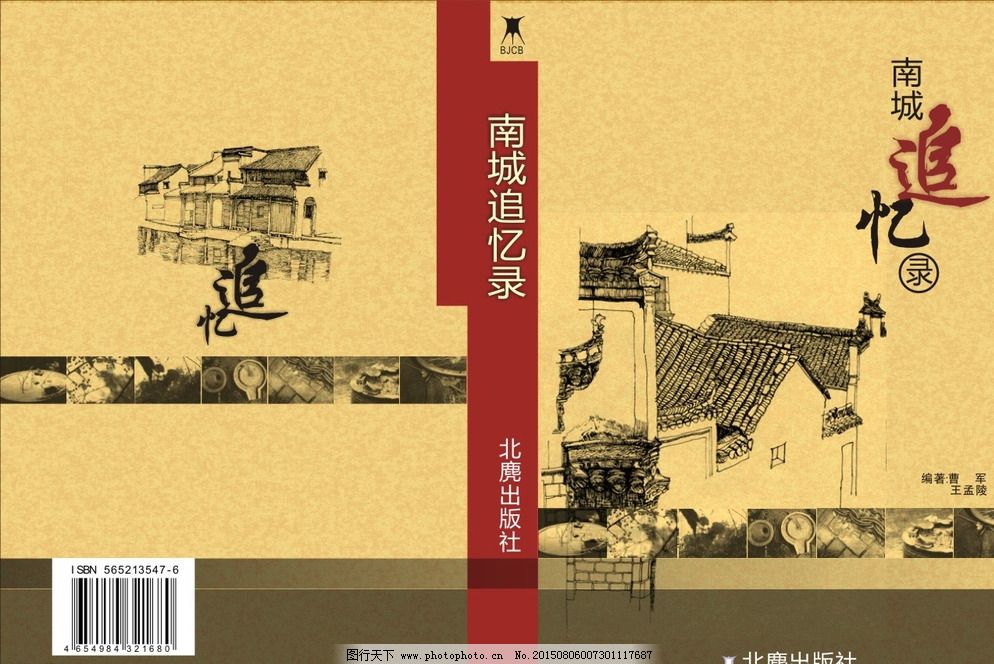 追
忆
ISBN 565213547-6
4 654984 321680
BJCB
南城追忆录
北麂出版社
南城
追
忆
录
编著:曹 军
王孟陵
北麂出版社
图行天下 www.photophoto.cn No.20150806007301117687